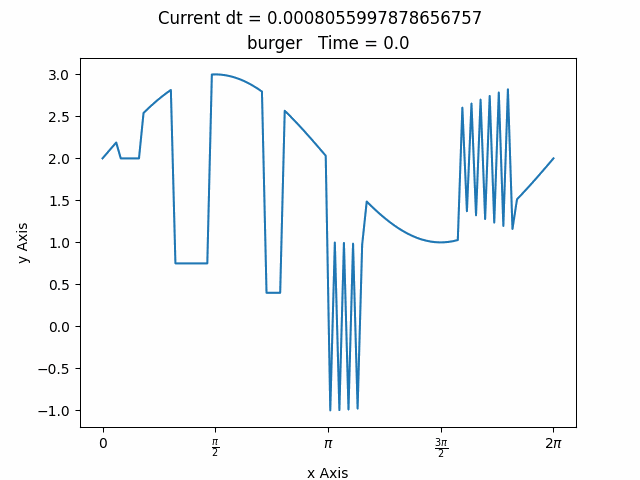 Current dt = 0.0008055997878656757
burger Time = 0.0
3.0
2.5
2.0
1.5
1.0
0.5
0.0
−0.5
−1.0
y Axis
0
π/2
π
3π/2
2π
x Axis